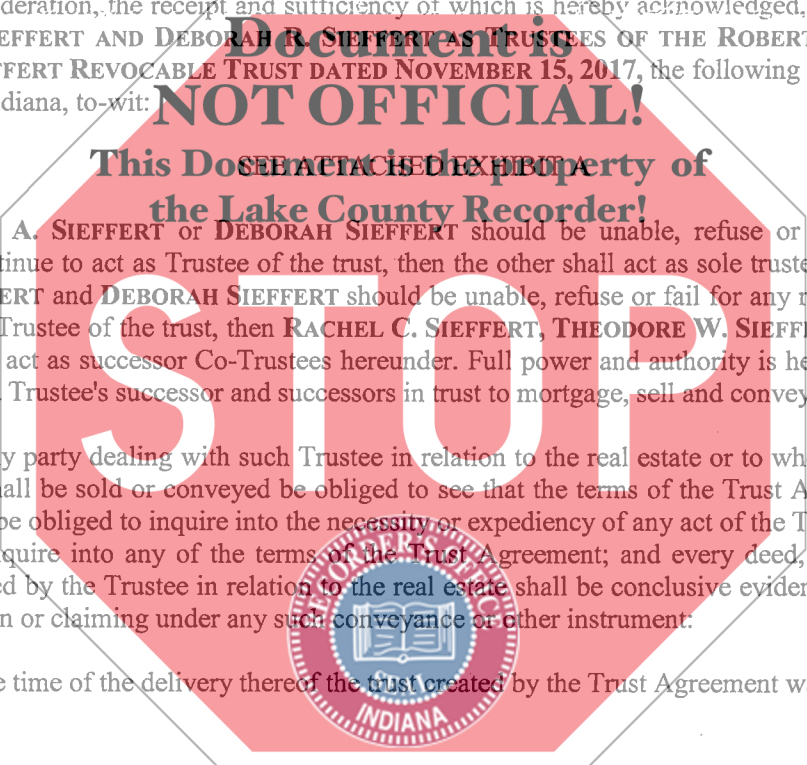 deration, the receipt and sufficiency of which is hereby acknowledged,
Document is
EFFERT AND DEBORAH R. SIEFFERT AS TRUSTEES OF THE ROBERT
FFERT REVOCABLE TRUST DATED NOVEMBER 15, 2017, the following
diana, to-wit:
NOT OFFICIAL!
This Document is the property of
SEE ATTACHED EXHIBIT A
the Lake County Recorder!
A. SIEFFERT or DEBORAH SIEFFERT should be unable, refuse or
tinue to act as Trustee of the trust, then the other shall act as sole truste
ERT and DEBORAH SIEFFERT should be unable, refuse or fail for any r
Trustee of the trust, then RACHEL C. SIEFFERT, THEODORE W. SIEFF
act as successor Co-Trustees hereunder. Full power and authority is he
Trustee's successor and successors in trust to mortgage, sell and convey
STOP
y party dealing with such Trustee in relation to the real estate or to wh
all be sold or conveyed be obliged to see that the terms of the Trust A
be obliged to inquire into the necessity or expediency of any act of the T
quire into any of the terms of the Trust Agreement; and every deed,
ed by the Trustee in relation to the real estate shall be conclusive eviden
n or claiming under any such conveyance or other instrument:
RECORDER'S OFFICE
e time of the delivery thereof the trust created by the Trust Agreement w
INDIANA